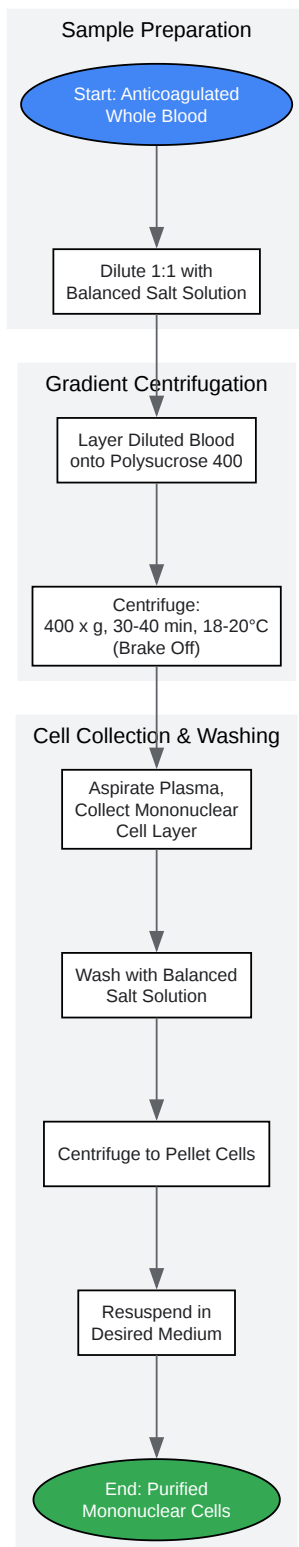 Sample Preparation
Start: Anticoagulated
Whole Blood
Dilute 1:1 with
Balanced Salt Solution
Gradient Centrifugation
Layer Diluted Blood
onto Polysucrose 400
Centrifuge:
400 x g, 30-40 min, 18-20°C
(Brake Off)
Cell Collection & Washing
Aspirate Plasma,
Collect Mononuclear
Cell Layer
Wash with Balanced
Salt Solution
Centrifuge to Pellet Cells
Resuspend in
Desired Medium
End: Purified
Mononuclear Cells